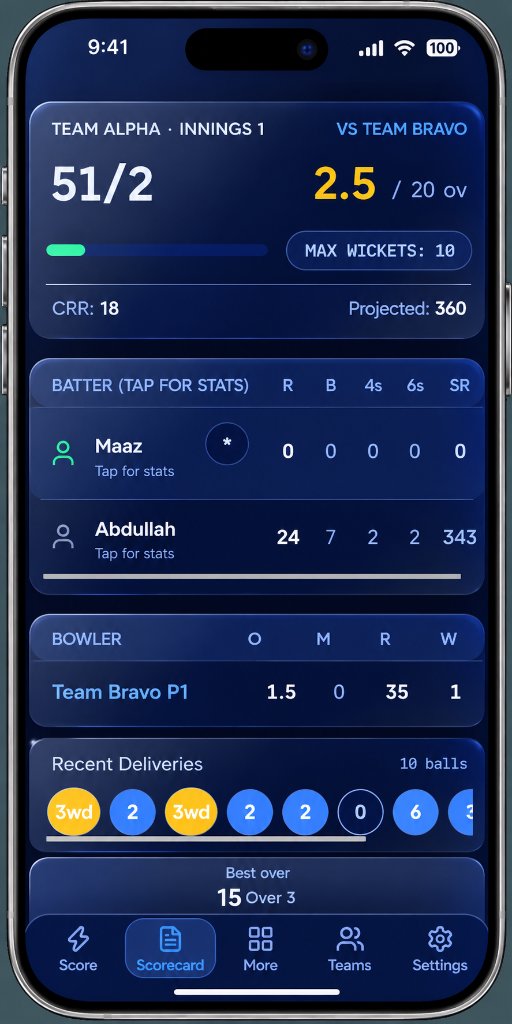 9:41
100
TEAM ALPHA · INNINGS 1 VS TEAM BRAVO
51/2 2.5 / 20 ov
MAX WICKETS: 10
CRR: 18 Projected: 360
BATTER (TAP FOR STATS) R B 4s 6s SR
Maaz * 0 0 0 0 0
Tap for stats
Abdullah 24 7 2 2 343
Tap for stats
BOWLER O M R W
Team Bravo P1 1.5 0 35 1
Recent Deliveries 10 balls
3wd 2 3wd 2 2 0 6
Best over
15 Over 3
Score Scorecard More Teams Settings